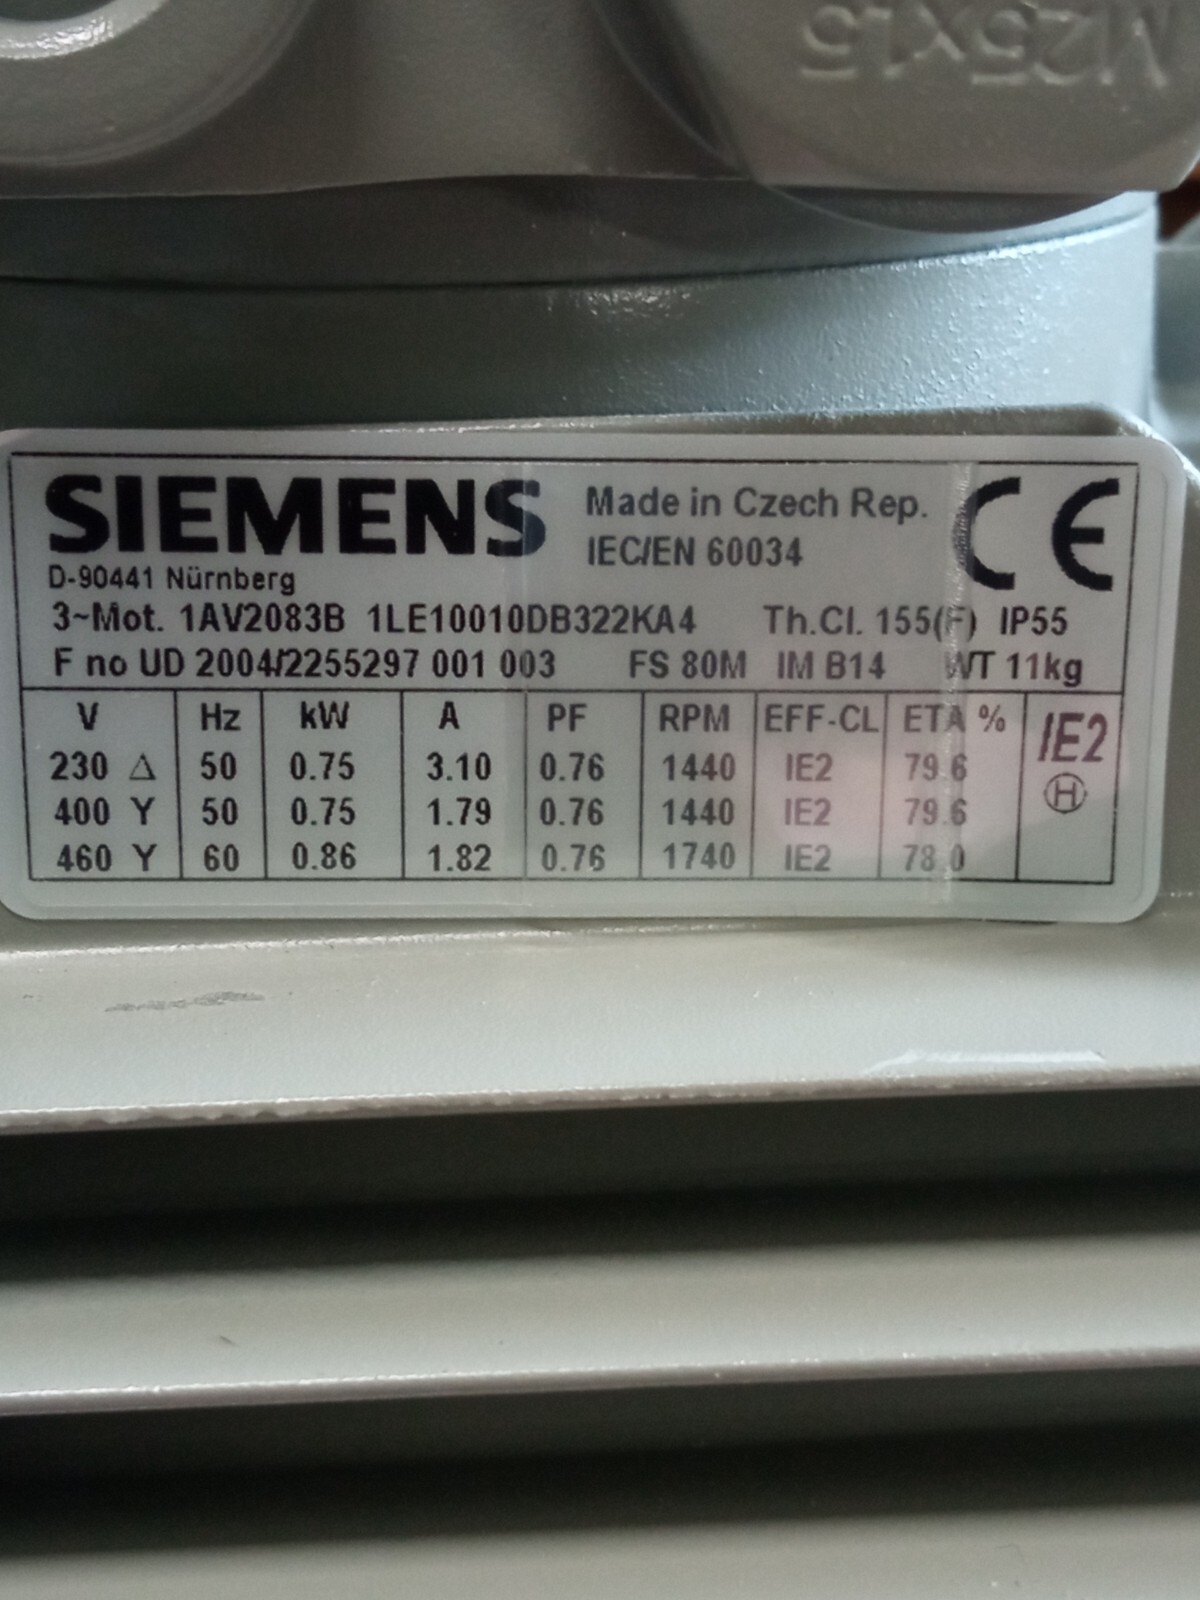 M25x1.5
SIEMENS
Made in Czech Rep.
IEC/EN 60034
CE
D-90441 Nürnberg
3~Mot. 1AV2083B 1LE10010DB322KA4 Th.Cl. 155(F) IP55
F no UD 2004/2255297 001 003 FS 80M IM B14 WT 11kg
V Hz kW A PF RPM EFF-CL ETA % IE2
230 Δ 50 0.75 3.10 0.76 1440 IE2 79.6 H
400 Y 50 0.75 1.79 0.76 1440 IE2 79.6
460 Y 60 0.86 1.82 0.76 1740 IE2 78.0